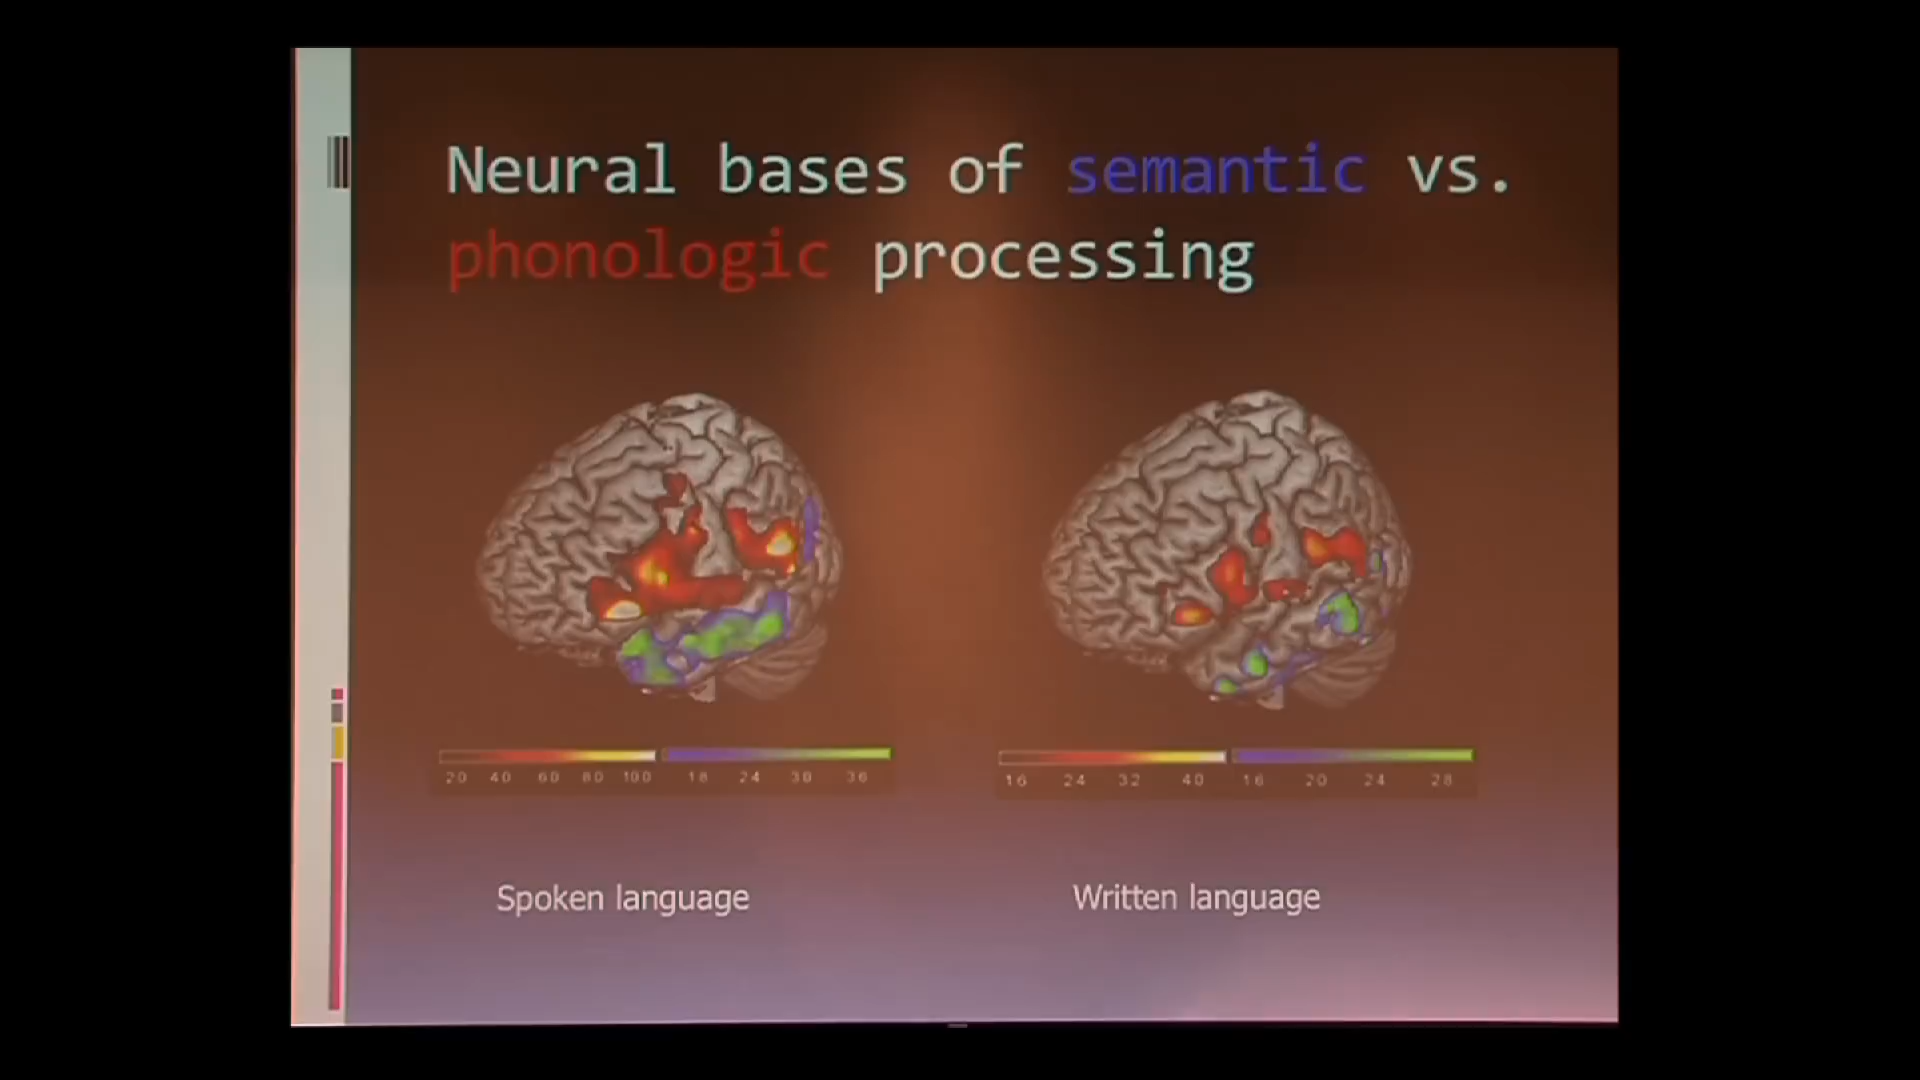 Neural bases of semantic vs.
phonologic processing
20 40 60 80 100 18 24 30 36
16 24 32 40 16 20 24 28
Spoken language
Written language